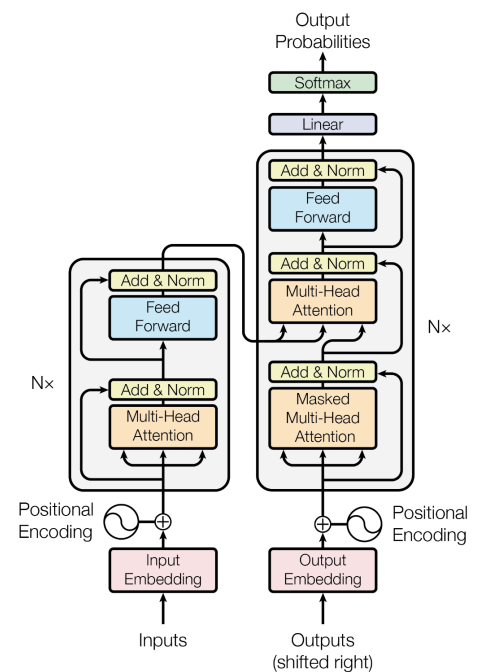 Output
Probabilities
Softmax
Linear
Add & Norm
Feed
Forward
Add & Norm
Multi-Head
Attention
Add & Norm
Masked
Multi-Head
Attention
Nx
Add & Norm
Feed
Forward
Add & Norm
Multi-Head
Attention
Nx
Positional
Encoding
Positional
Encoding
Input
Embedding
Output
Embedding
Inputs
Outputs
(shifted right)